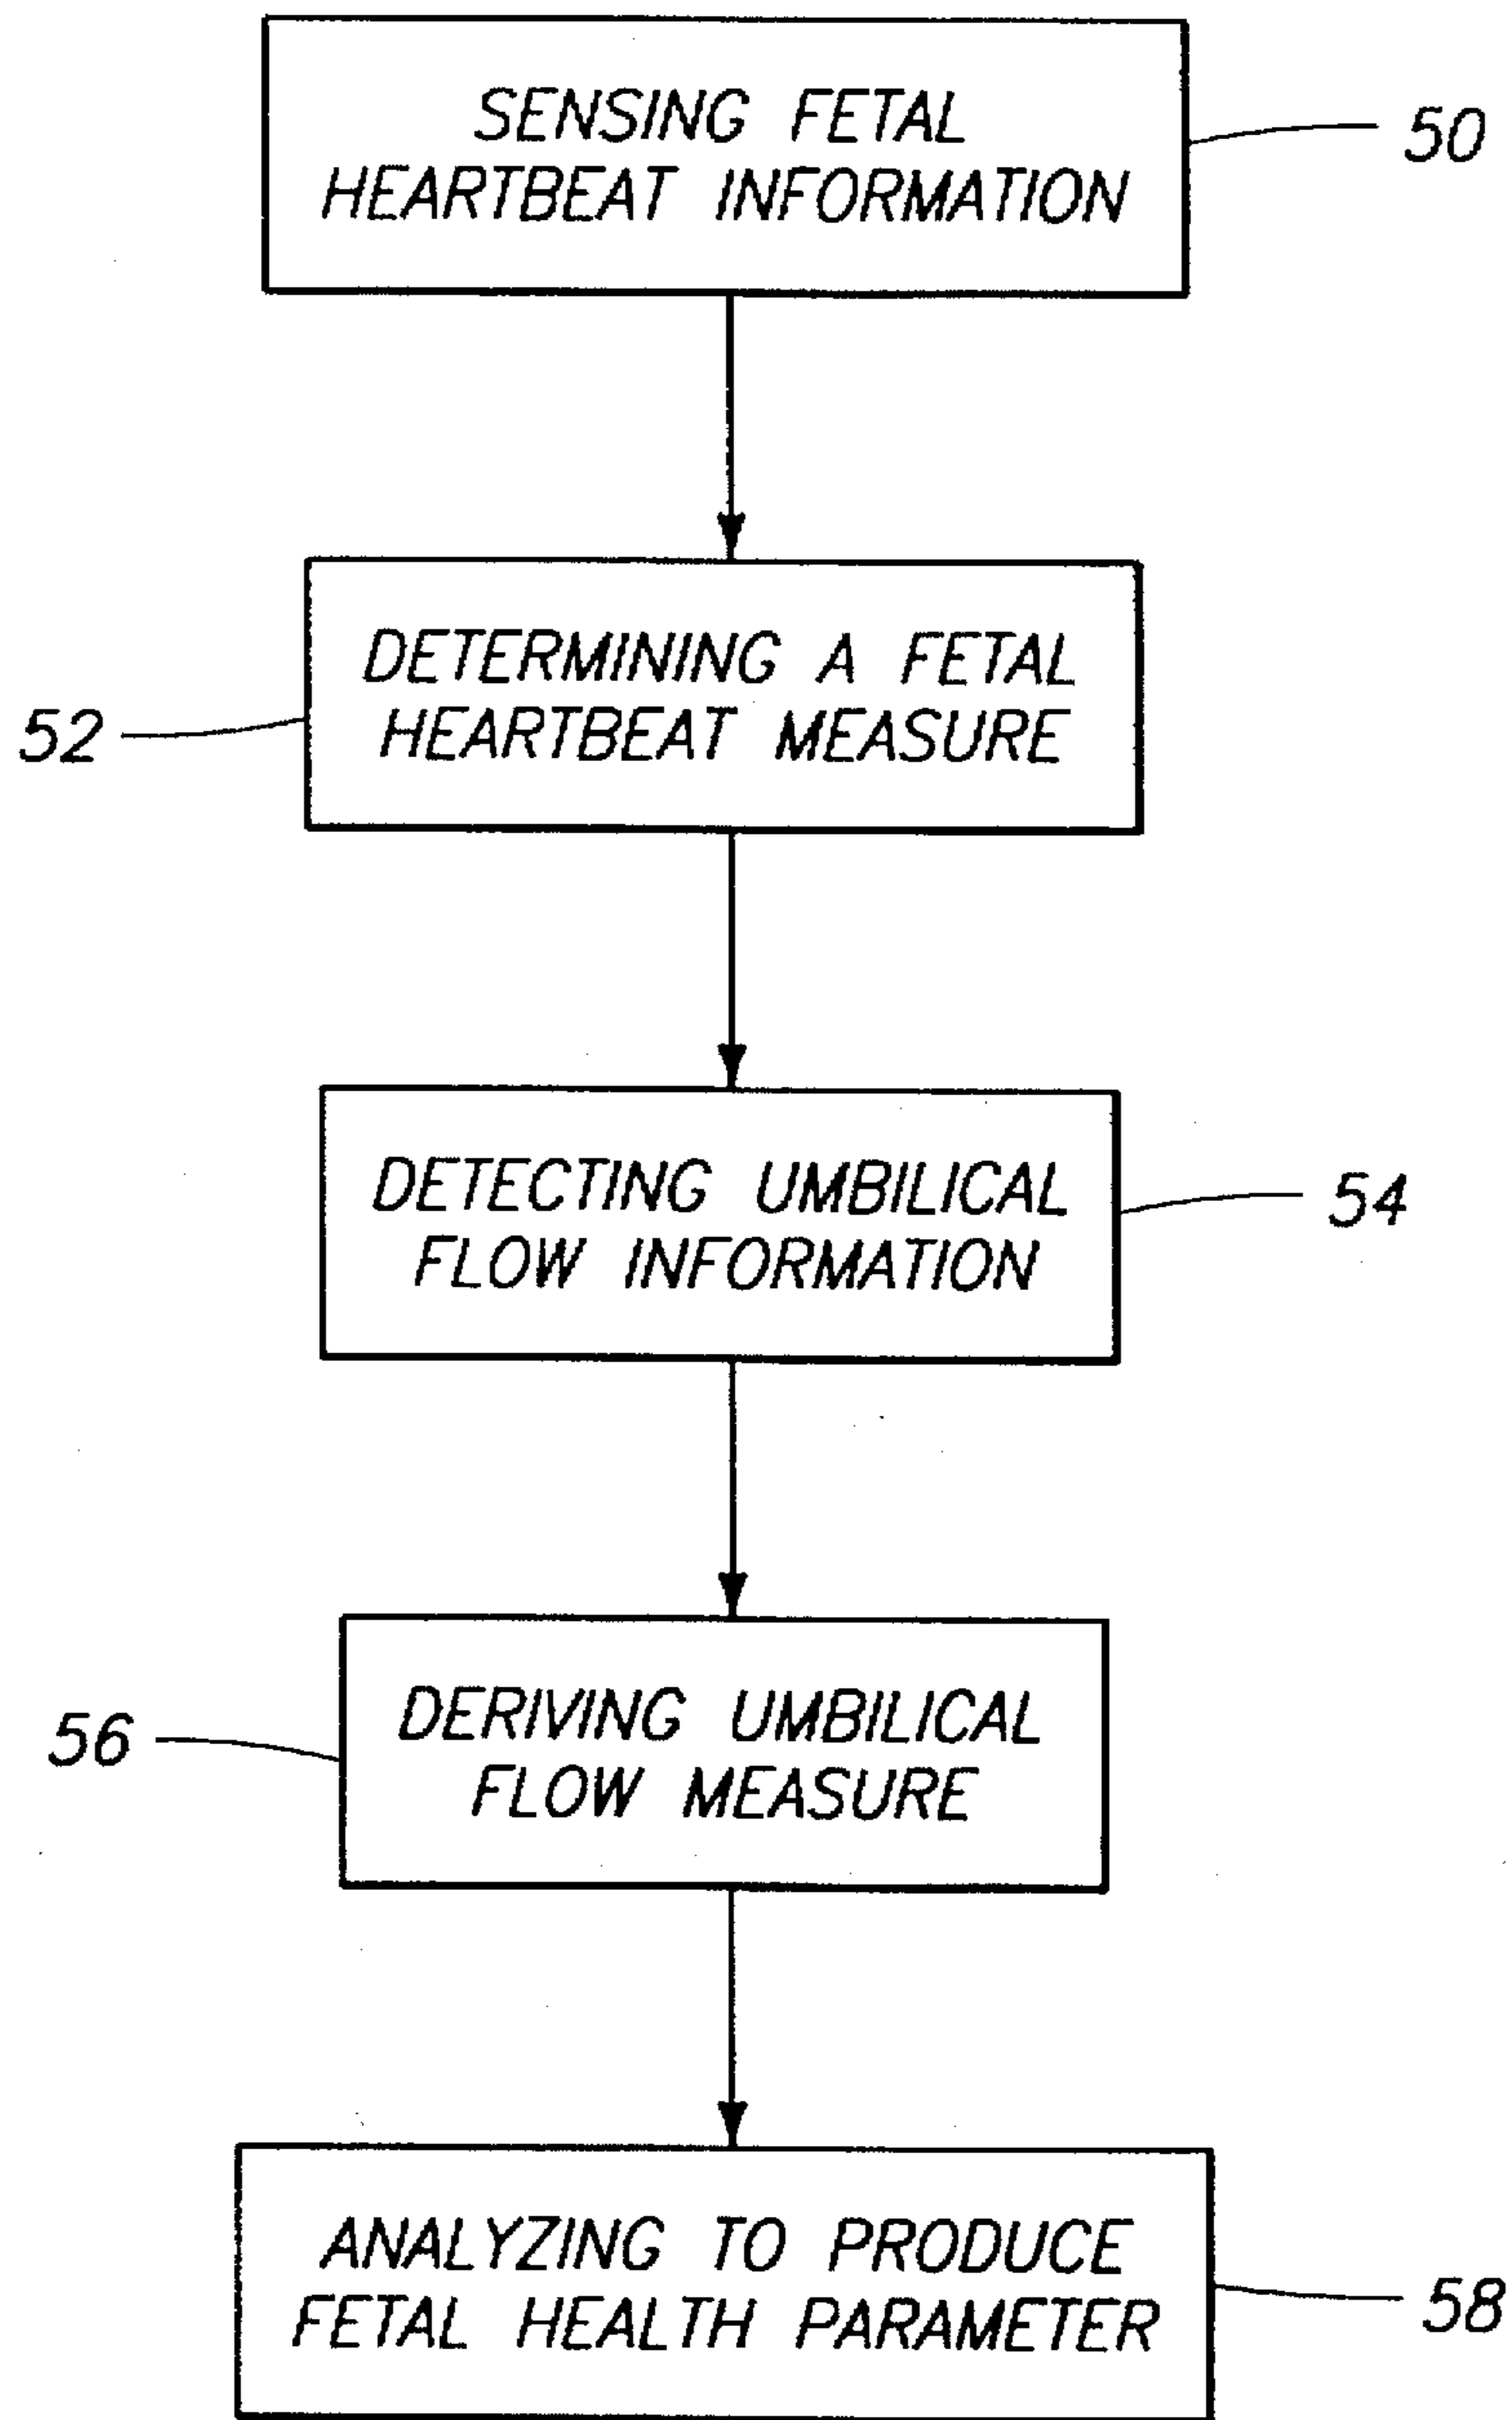 SENSING FETAL
HEARTBEAT INFORMATION
50
DETERMINING A FETAL
HEARTBEAT MEASURE
52
DETECTING UMBILICAL
FLOW INFORMATION
54
DERIVING UMBILICAL
FLOW MEASURE
56
ANALYZING TO PRODUCE
FETAL HEALTH PARAMETER
58